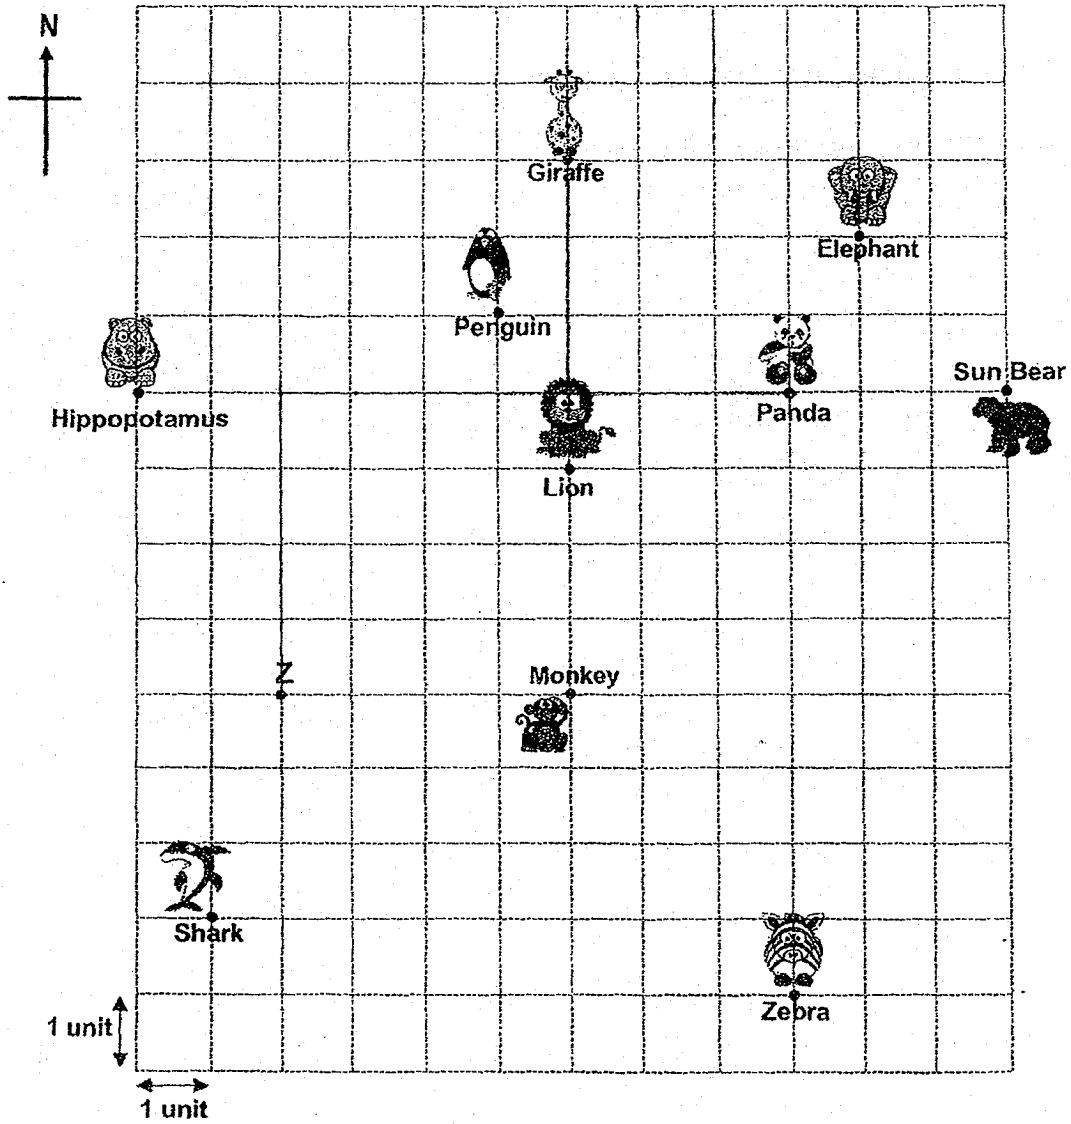 N
Giraffe
Elephant
Penguin
Sun Bear
Hippopotamus
Panda
Lion
Z
Monkey
Shark
1 unit
Zebra
1 unit